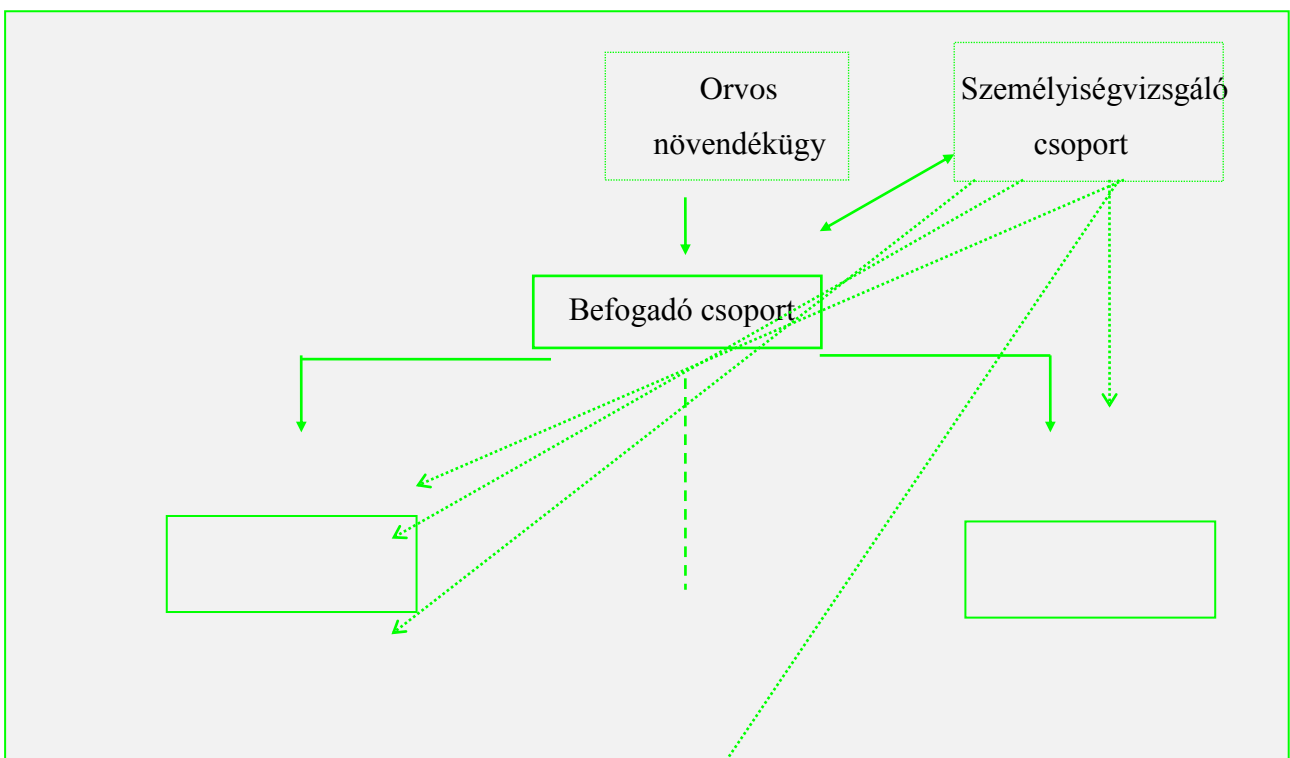 Orvos
növendékügy
Személyiségvizsgáló
csoport
Befogadó csoport